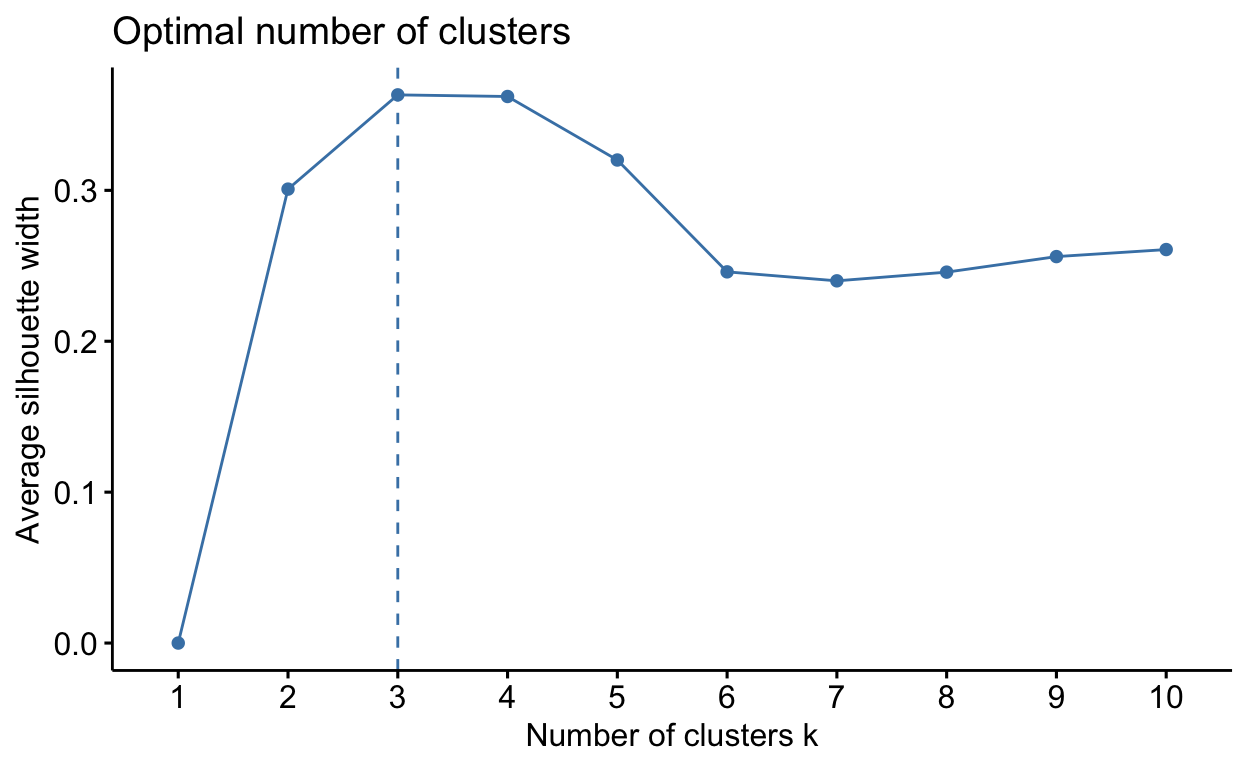 Optimal number of clusters
Average silhouette width
0.3
0.2
0.1
0.0
1 2 3 4 5 6 7 8 9 10
Number of clusters k